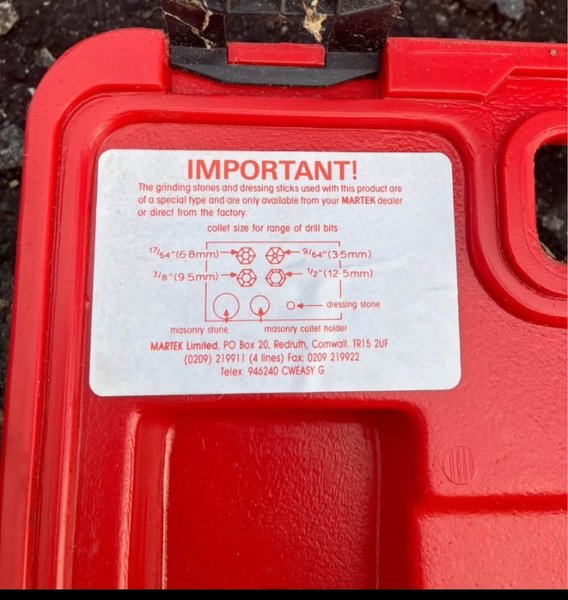 IMPORTANT!
The grinding stones and dressing sticks used with this product are
of a special type and are only available from your MARTEK dealer
or direct from the factory.
collet size for range of drill bits
17/64"(6·8mm) 9/64"(3·5mm)
3/8"(9·5mm) 1/2"(12·5mm)
dressing stone
masonry stone masonry collet holder
MARTEK Limited, PO Box 20, Redruth, Cornwall. TR15 2UF
(0209) 219911 (4 lines) Fax: 0209 219922
Telex: 946240 CWEASY G